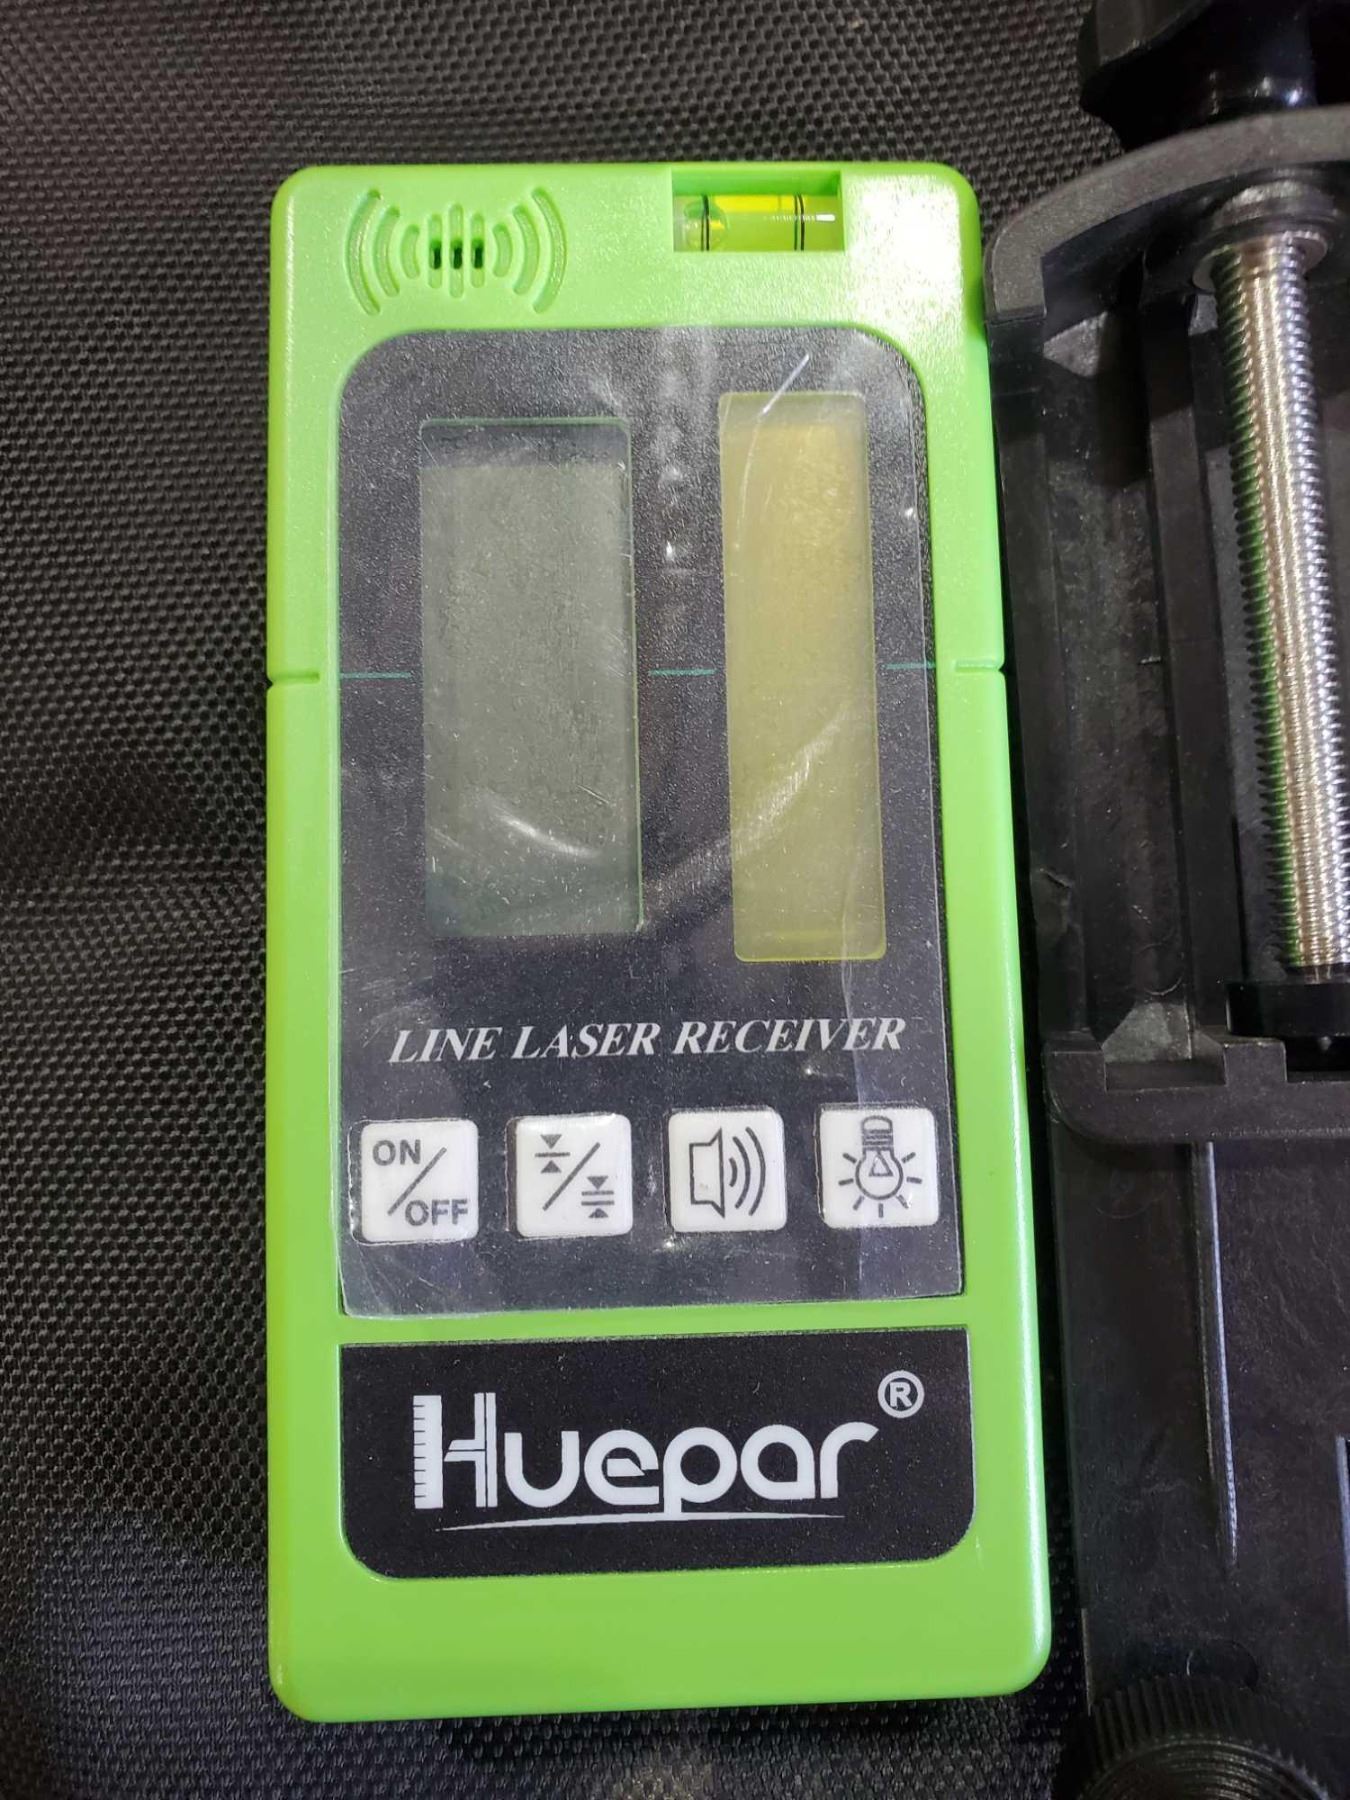 LINE LASER RECEIVER
ON/OFF
Huepar®